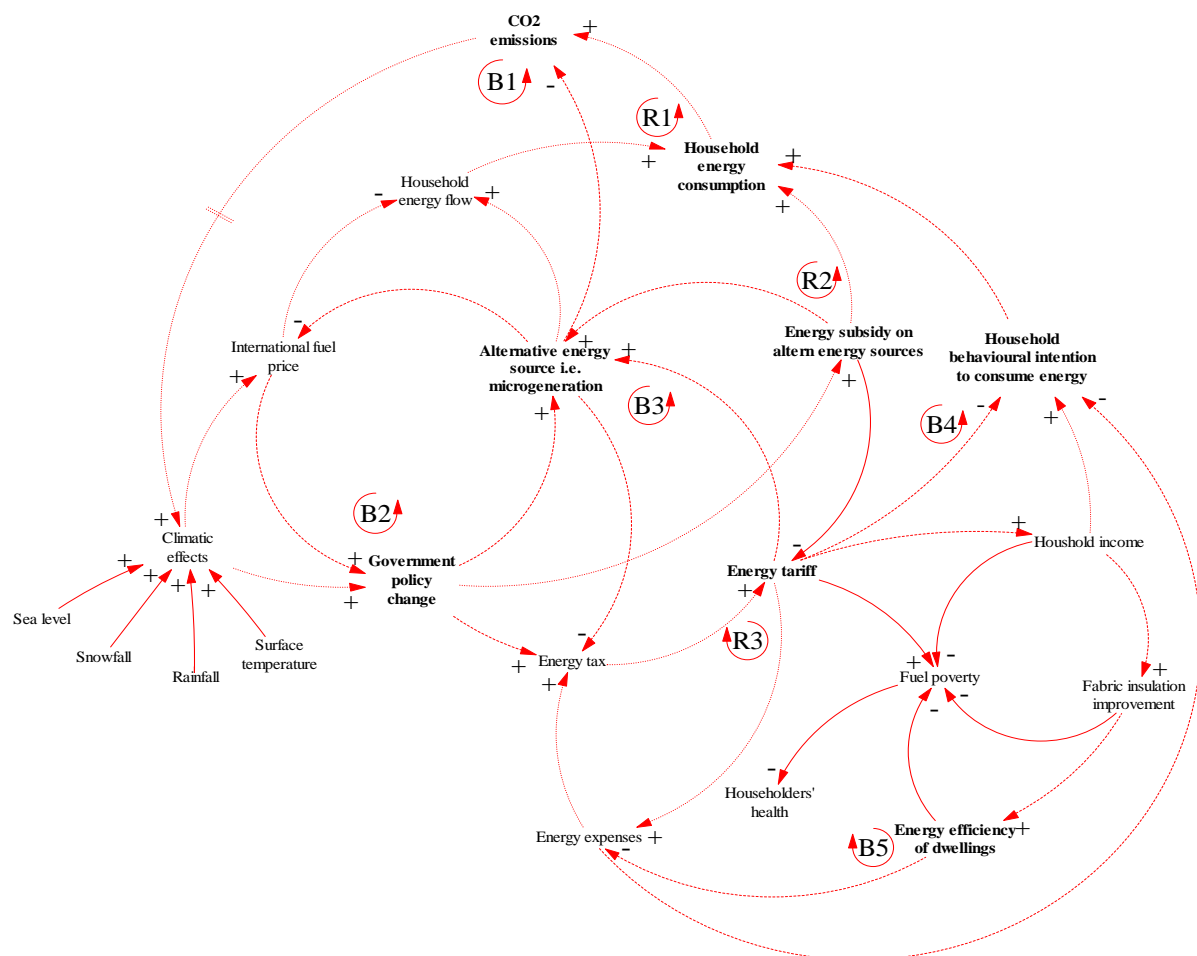 CO2
emissions
+
B1
-
R1
+
Household
energy
consumption
+
+
Household
energy flow
-
+
R2
-
International fuel
price
+
Alternative energy
source i.e.
microgeneration
+
+
+
Energy subsidy on
altern energy sources
+
Household
behavioural intention
to consume energy
-
-
+
B3
B4
B2
+
Climatic
effects
+
+
+
+
Sea level
Snowfall
Rainfall
Surface
temperature
+
+
Government
policy
change
-
Energy tariff
+
+
Houshold income
R3
-
+
+
Energy tax
+
-
-
-
Fuel poverty
+
Fabric insulation
improvement
-
Householders'
health
Energy expenses
+
-
B5
Energy efficiency
of dwellings
+